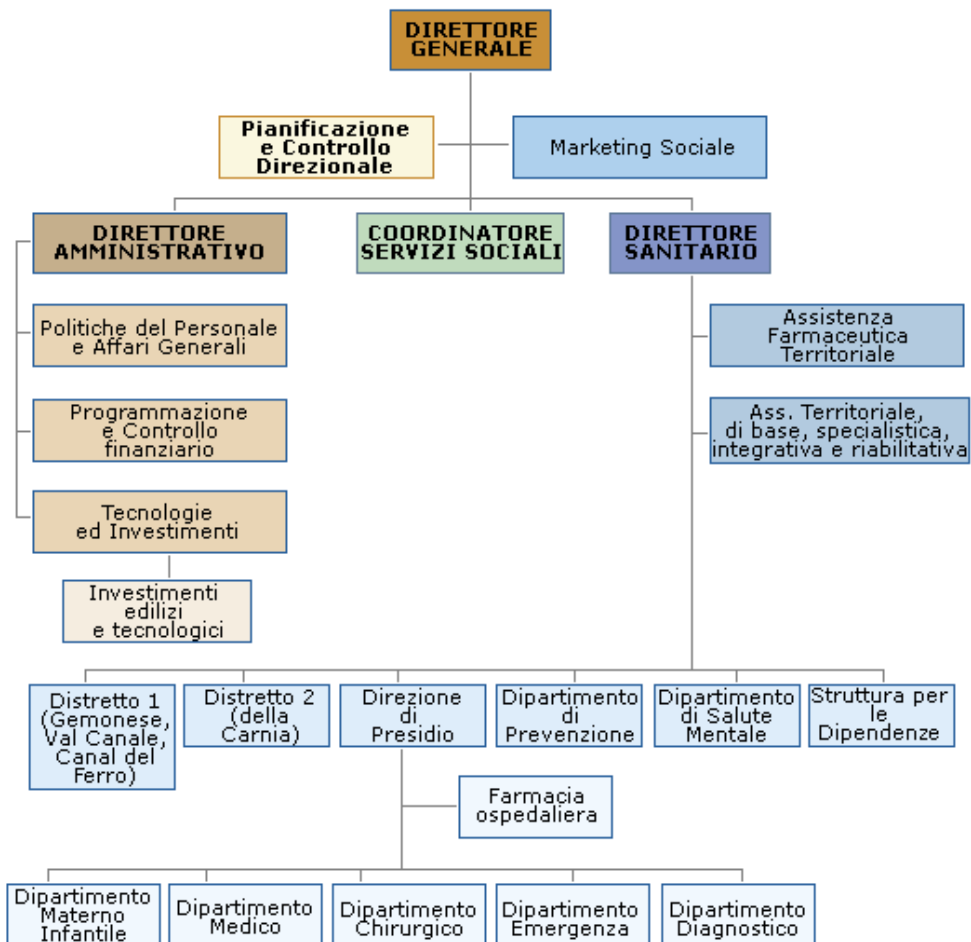 DIRETTORE
GENERALE
Pianificazione
e Controllo
Direzionale
Marketing Sociale
DIRETTORE
AMMINISTRATIVO
COORDINATORE
SERVIZI SOCIALI
DIRETTORE
SANITARIO
Politiche del Personale
e Affari Generali
Programmazione
e Controllo
finanziario
Tecnologie
ed Investimenti
Investimenti
edilizi
e tecnologici
Assistenza
Farmaceutica
Territoriale
Ass. Territoriale,
di base, specialistica,
integrativa e riabilitativa
Distretto 1
(Gemonese,
Val Canale,
Canal del
Ferro)
Distretto 2
(della
Carnia)
Direzione
di
Presidio
Dipartimento
di
Prevenzione
Dipartimento
di Salute
Mentale
Struttura per
le
Dipendenze
Farmacia
ospedaliera
Dipartimento
Materno
Infantile
Dipartimento
Medico
Dipartimento
Chirurgico
Dipartimento
Emergenza
Dipartimento
Diagnostico